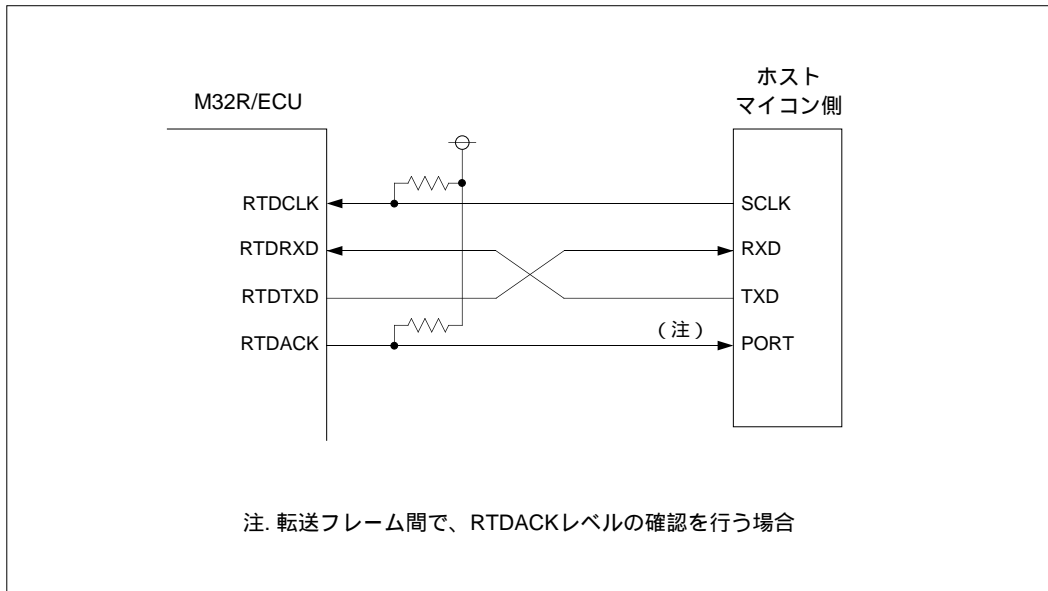 ホスト
マイコン側
M32R/ECU
RTDCLK
SCLK
RTDRXD
RXD
RTDTXD
TXD
RTDACK
(注)
PORT
注. 転送フレーム間で、RTDACKレベルの確認を行う場合